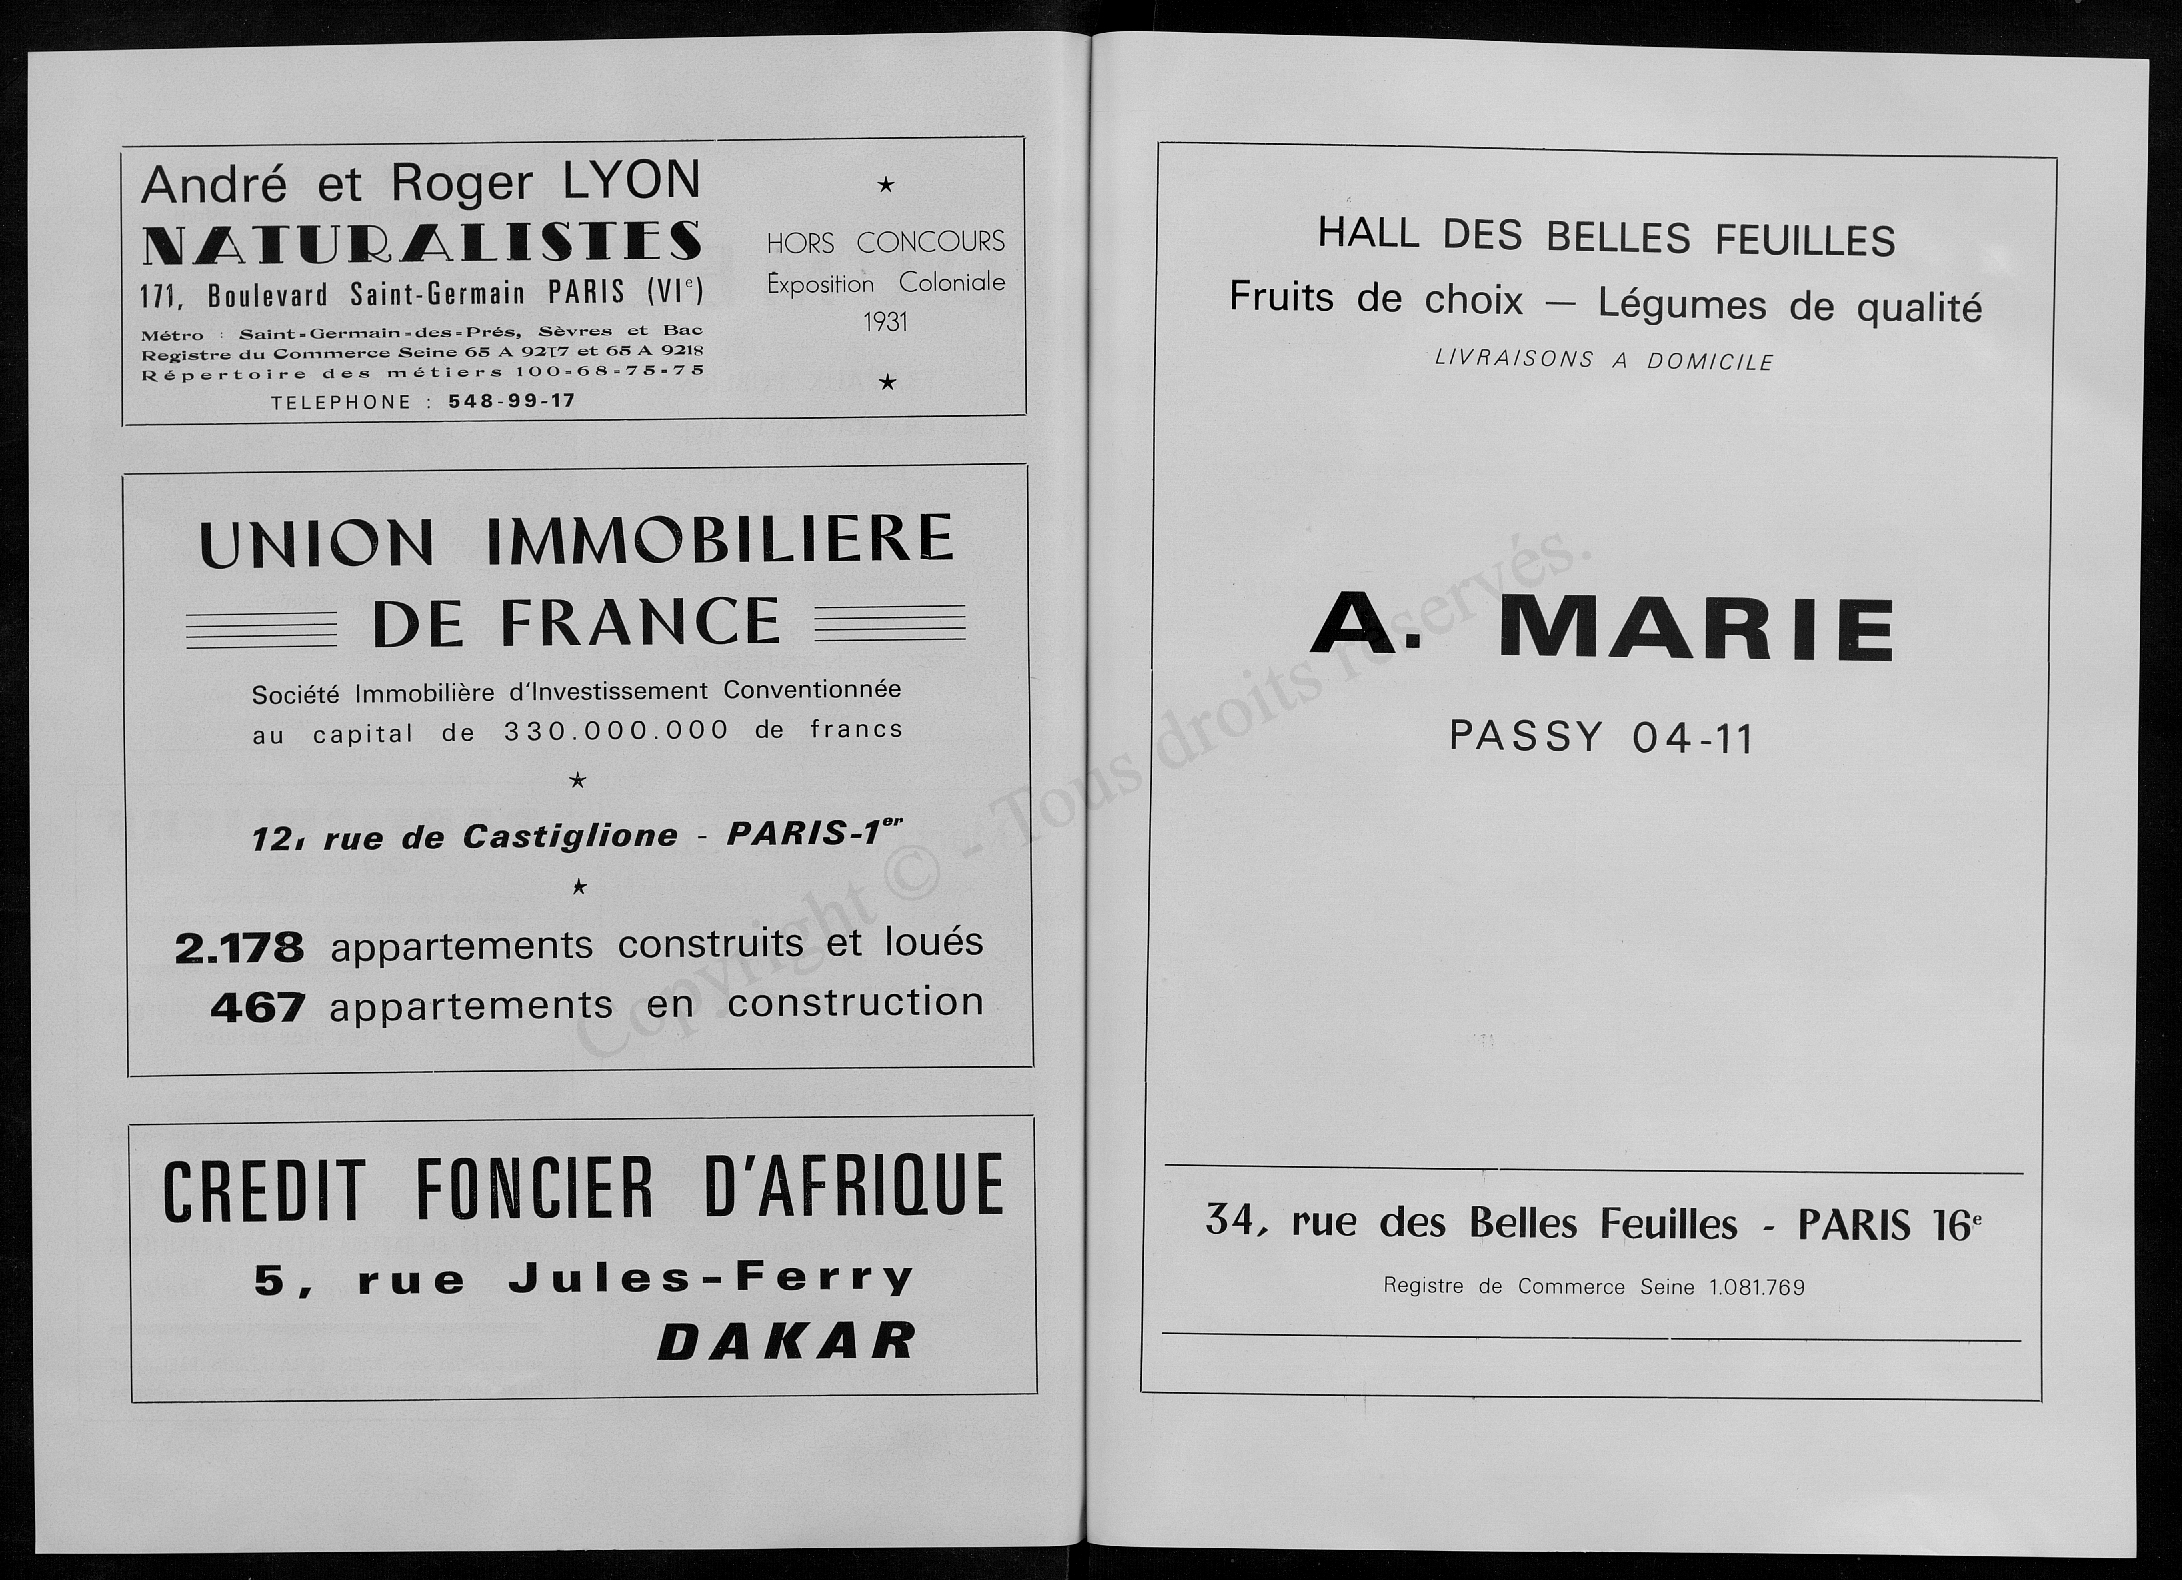 André et Roger LYON
NATURALISTES
171, Boulevard Saint-Germain PARIS (VIe)
Métro : Saint-Germain-des-Prés, Sèvres et Bac
Registre du Commerce Seine 65 A 9217 et 65 A 9218
Répertoire des métiers 100-68-75-75
TELEPHONE : 548-99-17
★
HORS CONCOURS
Exposition Coloniale
1931
★
UNION IMMOBILIERE
DE FRANCE
Société Immobilière d'Investissement Conventionnée
au capital de 330.000.000 de francs
★
12, rue de Castiglione - PARIS-1er
★
2.178 appartements construits et loués
467 appartements en construction
CREDIT FONCIER D'AFRIQUE
5, rue Jules-Ferry
DAKAR
HALL DES BELLES FEUILLES
Fruits de choix — Légumes de qualité
LIVRAISONS A DOMICILE
A. MARIE
PASSY 04-11
34, rue des Belles Feuilles - PARIS 16e
Registre de Commerce Seine 1.081.769
Copyright © - Tous droits réservés.